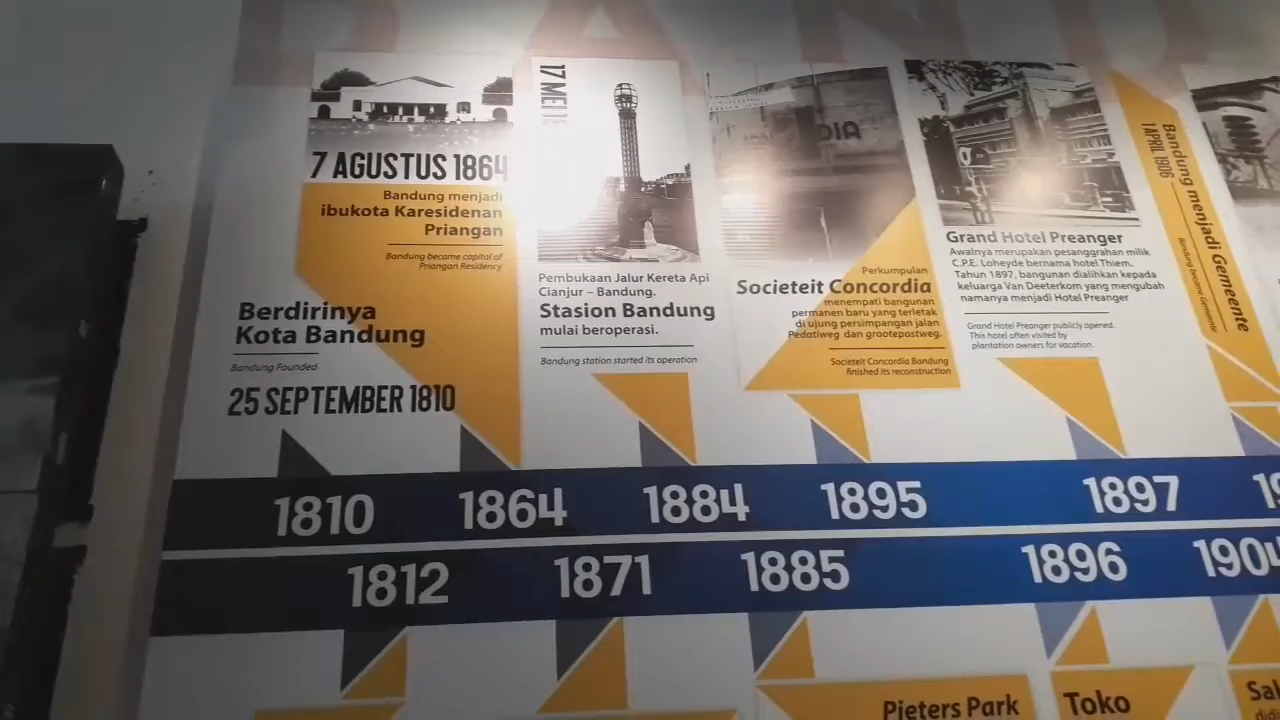 BAND
7 AGUSTUS 1864
Bandung menjadi
ibukota Karesidenan
Priangan
Bandung became capital of
Priangan Residency
Berdirinya
Kota Bandung
Bandung Founded
25 SEPTEMBER 1810
17 MEI
Pembukaan Jalur Kereta Api
Cianjur – Bandung.
Stasion Bandung
mulai beroperasi.
Bandung station started its operation
DIA
Perkumpulan
Societeit Concordia
menempati bangunan
permanen baru yang terletak
di ujung persimpangan jalan
Pedatiweg dan grootepostweg.
Societeit Concordia Bandung
finished its reconstruction
Grand Hotel Preanger
Awalnya merupakan pesanggrahan milik
C.P.E. Loheyde bernama hotel Thiem.
Tahun 1897, bangunan dialihkan kepada
keluarga Van Deeterkom yang mengubah
namanya menjadi Hotel Preanger
Grand Hotel Preanger publicly opened.
This hotel often visited by
plantation owners for vacation.
Bandung menjadi Gemeente
1 APRIL 1906
Bandung became Gemeente
1810 1864 1884 1895 1897
1812 1871 1885 1896 1904
Pieters Park
Toko